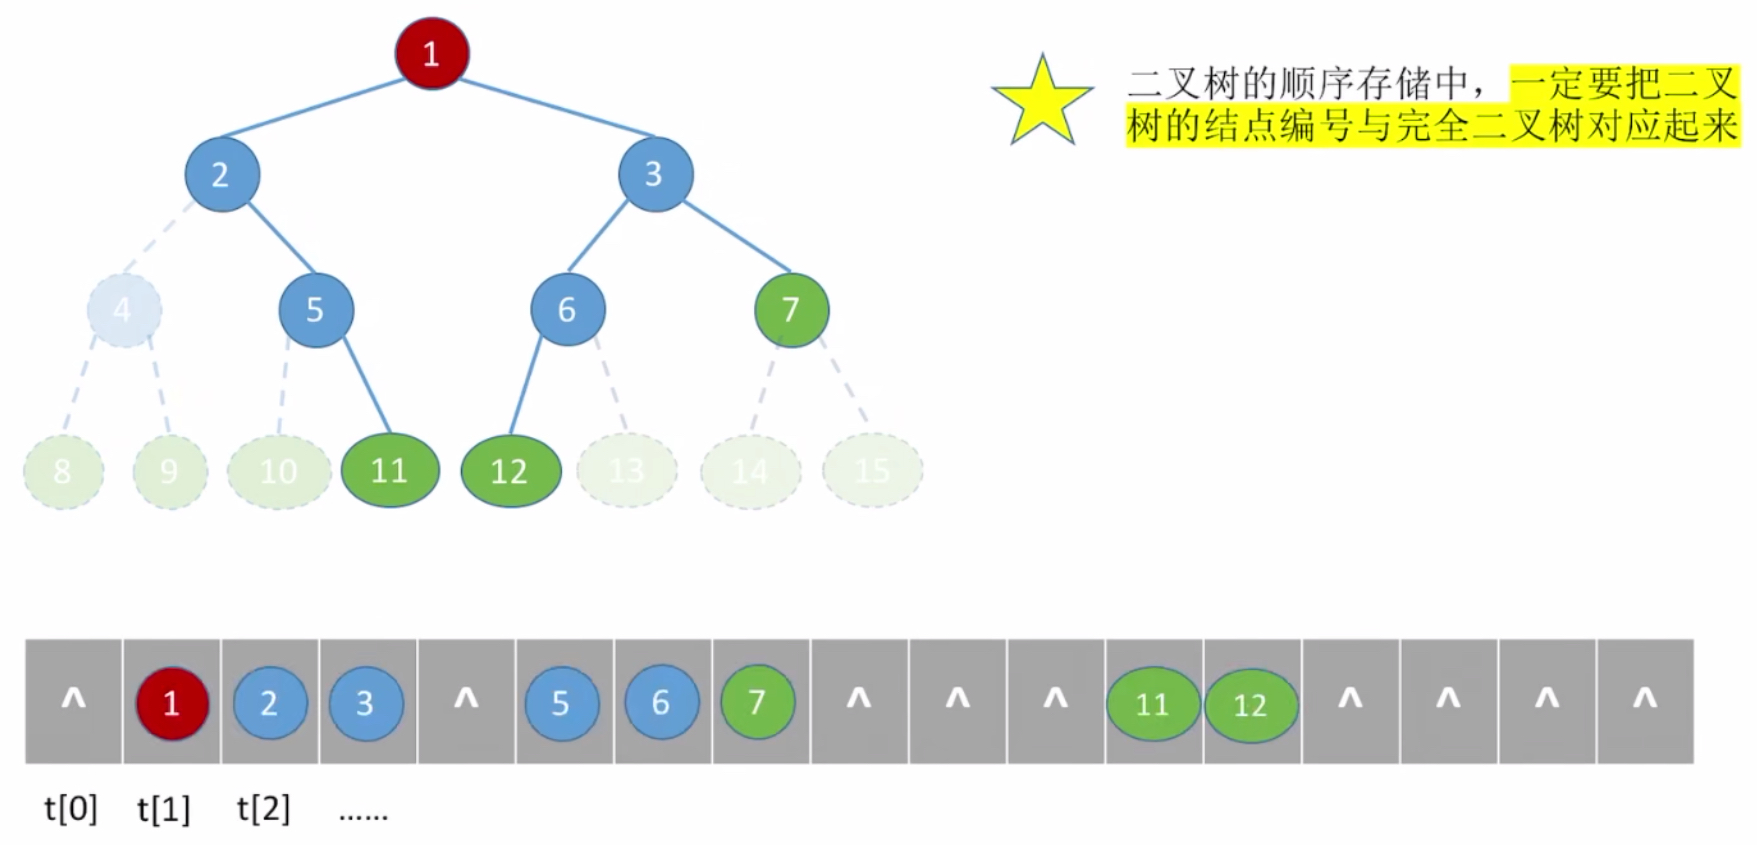 1
二叉树的顺序存储中，一定要把二叉
树的结点编号与完全二叉树对应起来
2 3
4 5 6 7
8 9 10 11 12 13 14 15
^ 1 2 3 ^ 5 6 7 ^ ^ ^ 11 12 ^ ^ ^ ^
t[0] t[1] t[2] ......